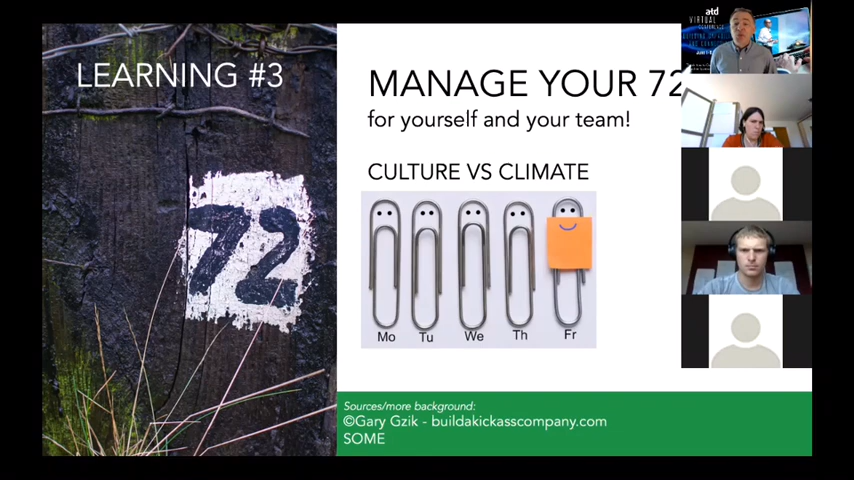 LEARNING #3
72
MANAGE YOUR 72
for yourself and your team!
CULTURE VS CLIMATE
Mo Tu We Th Fr
Sources/more background:
©Gary Gzik - buildakickasscompany.com
SOME
atd
VIRTUAL